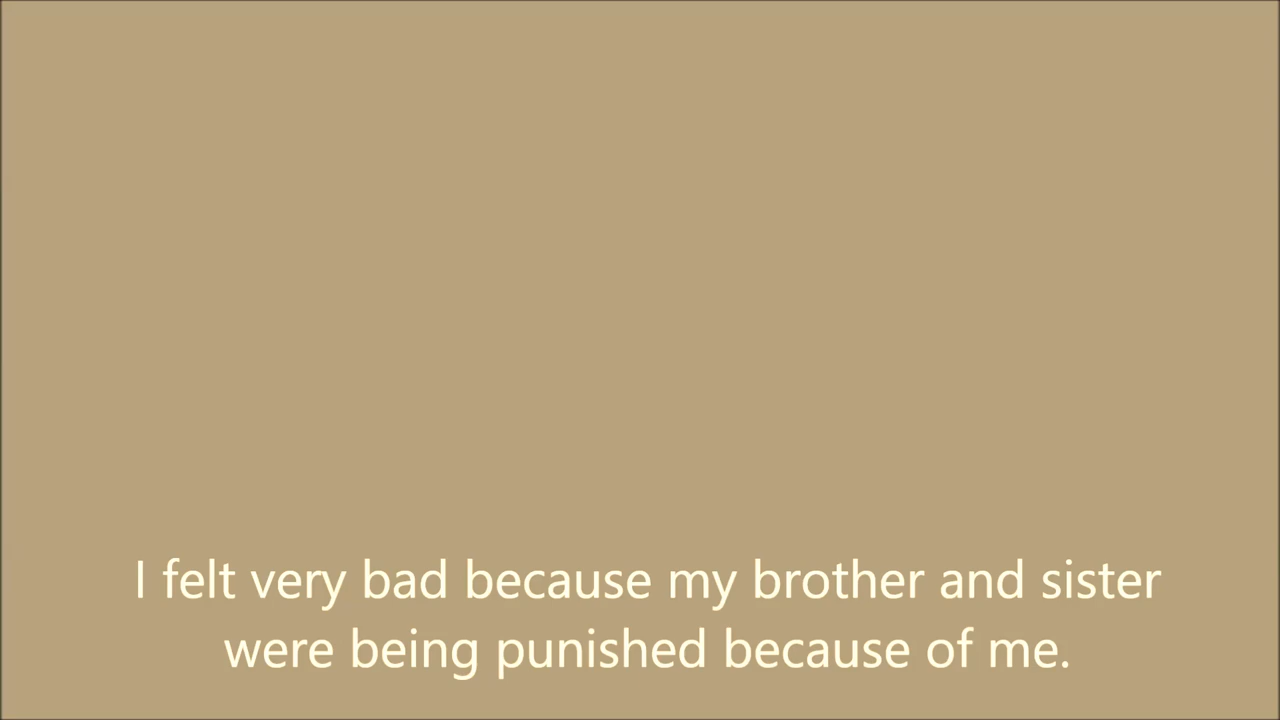 I felt very bad because my brother and sister
were being punished because of me.